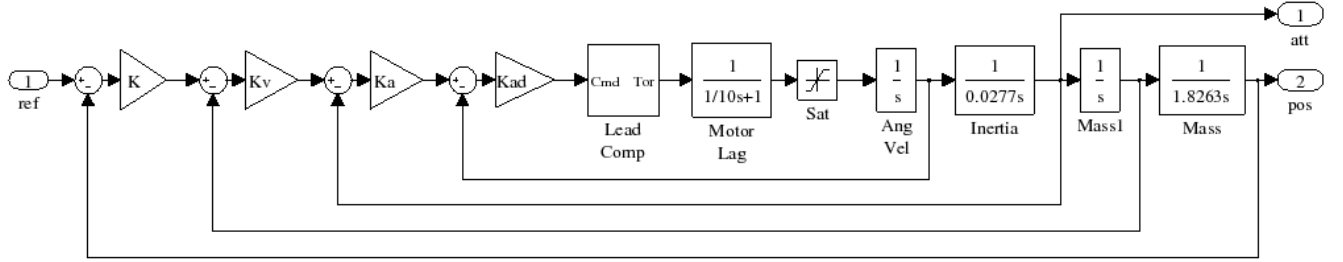 1
ref
+
-
K
+
-
Kv
+
-
Ka
+
-
Kad
Cmd Tor
Lead
Comp
1
1/10s+1
Motor
Lag
Sat
1
s
Ang
Vel
1
0.0277s
Inertia
1
s
Mass1
1
1.8263s
Mass
1
att
2
pos